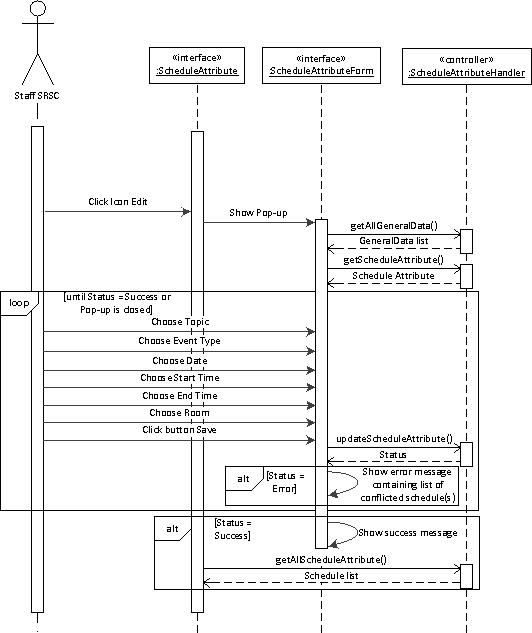 «interface»
:ScheduleAttribute
«interface»
ScheduleAttributeForm
«controller»
:ScheduleAttributeHandler
Staff SRSC
Click Icon Edit
Show Pop-up
getAllGeneralData()
GeneralData list
getScheduleAttribute()
Schedule Attribute
loop
[until Status =Success or
Pop-up is closed]
Choose Topic
Choose Event Type
Choose Date
Choose Start Time
Choose End Time
Choose Room
Click button Save
updateScheduleAttribute()
Status
alt
[Status =
Error]
Show error message
containing list of
conflicted schedule(s)
alt
[Status =
Success]
Show success message
getAllScheduleAttribute()
Schedule list